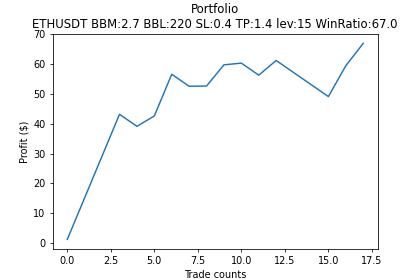 Portfolio
ETHUSDT BBM:2.7 BBL:220 SL:0.4 TP:1.4 lev:15 WinRatio:67.0
70
60
50
40
30
20
10
0
Profit ($)
0.0 2.5 5.0 7.5 10.0 12.5 15.0 17.5
Trade counts